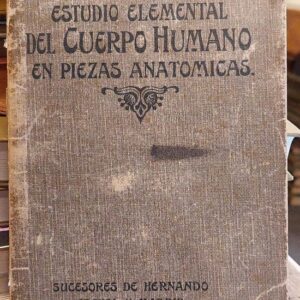 ESTUDIO ELEMENTAL
DEL CUERPO HUMANO
EN PIEZAS ANATOMICAS.
SUCESORES DE HERNANDO